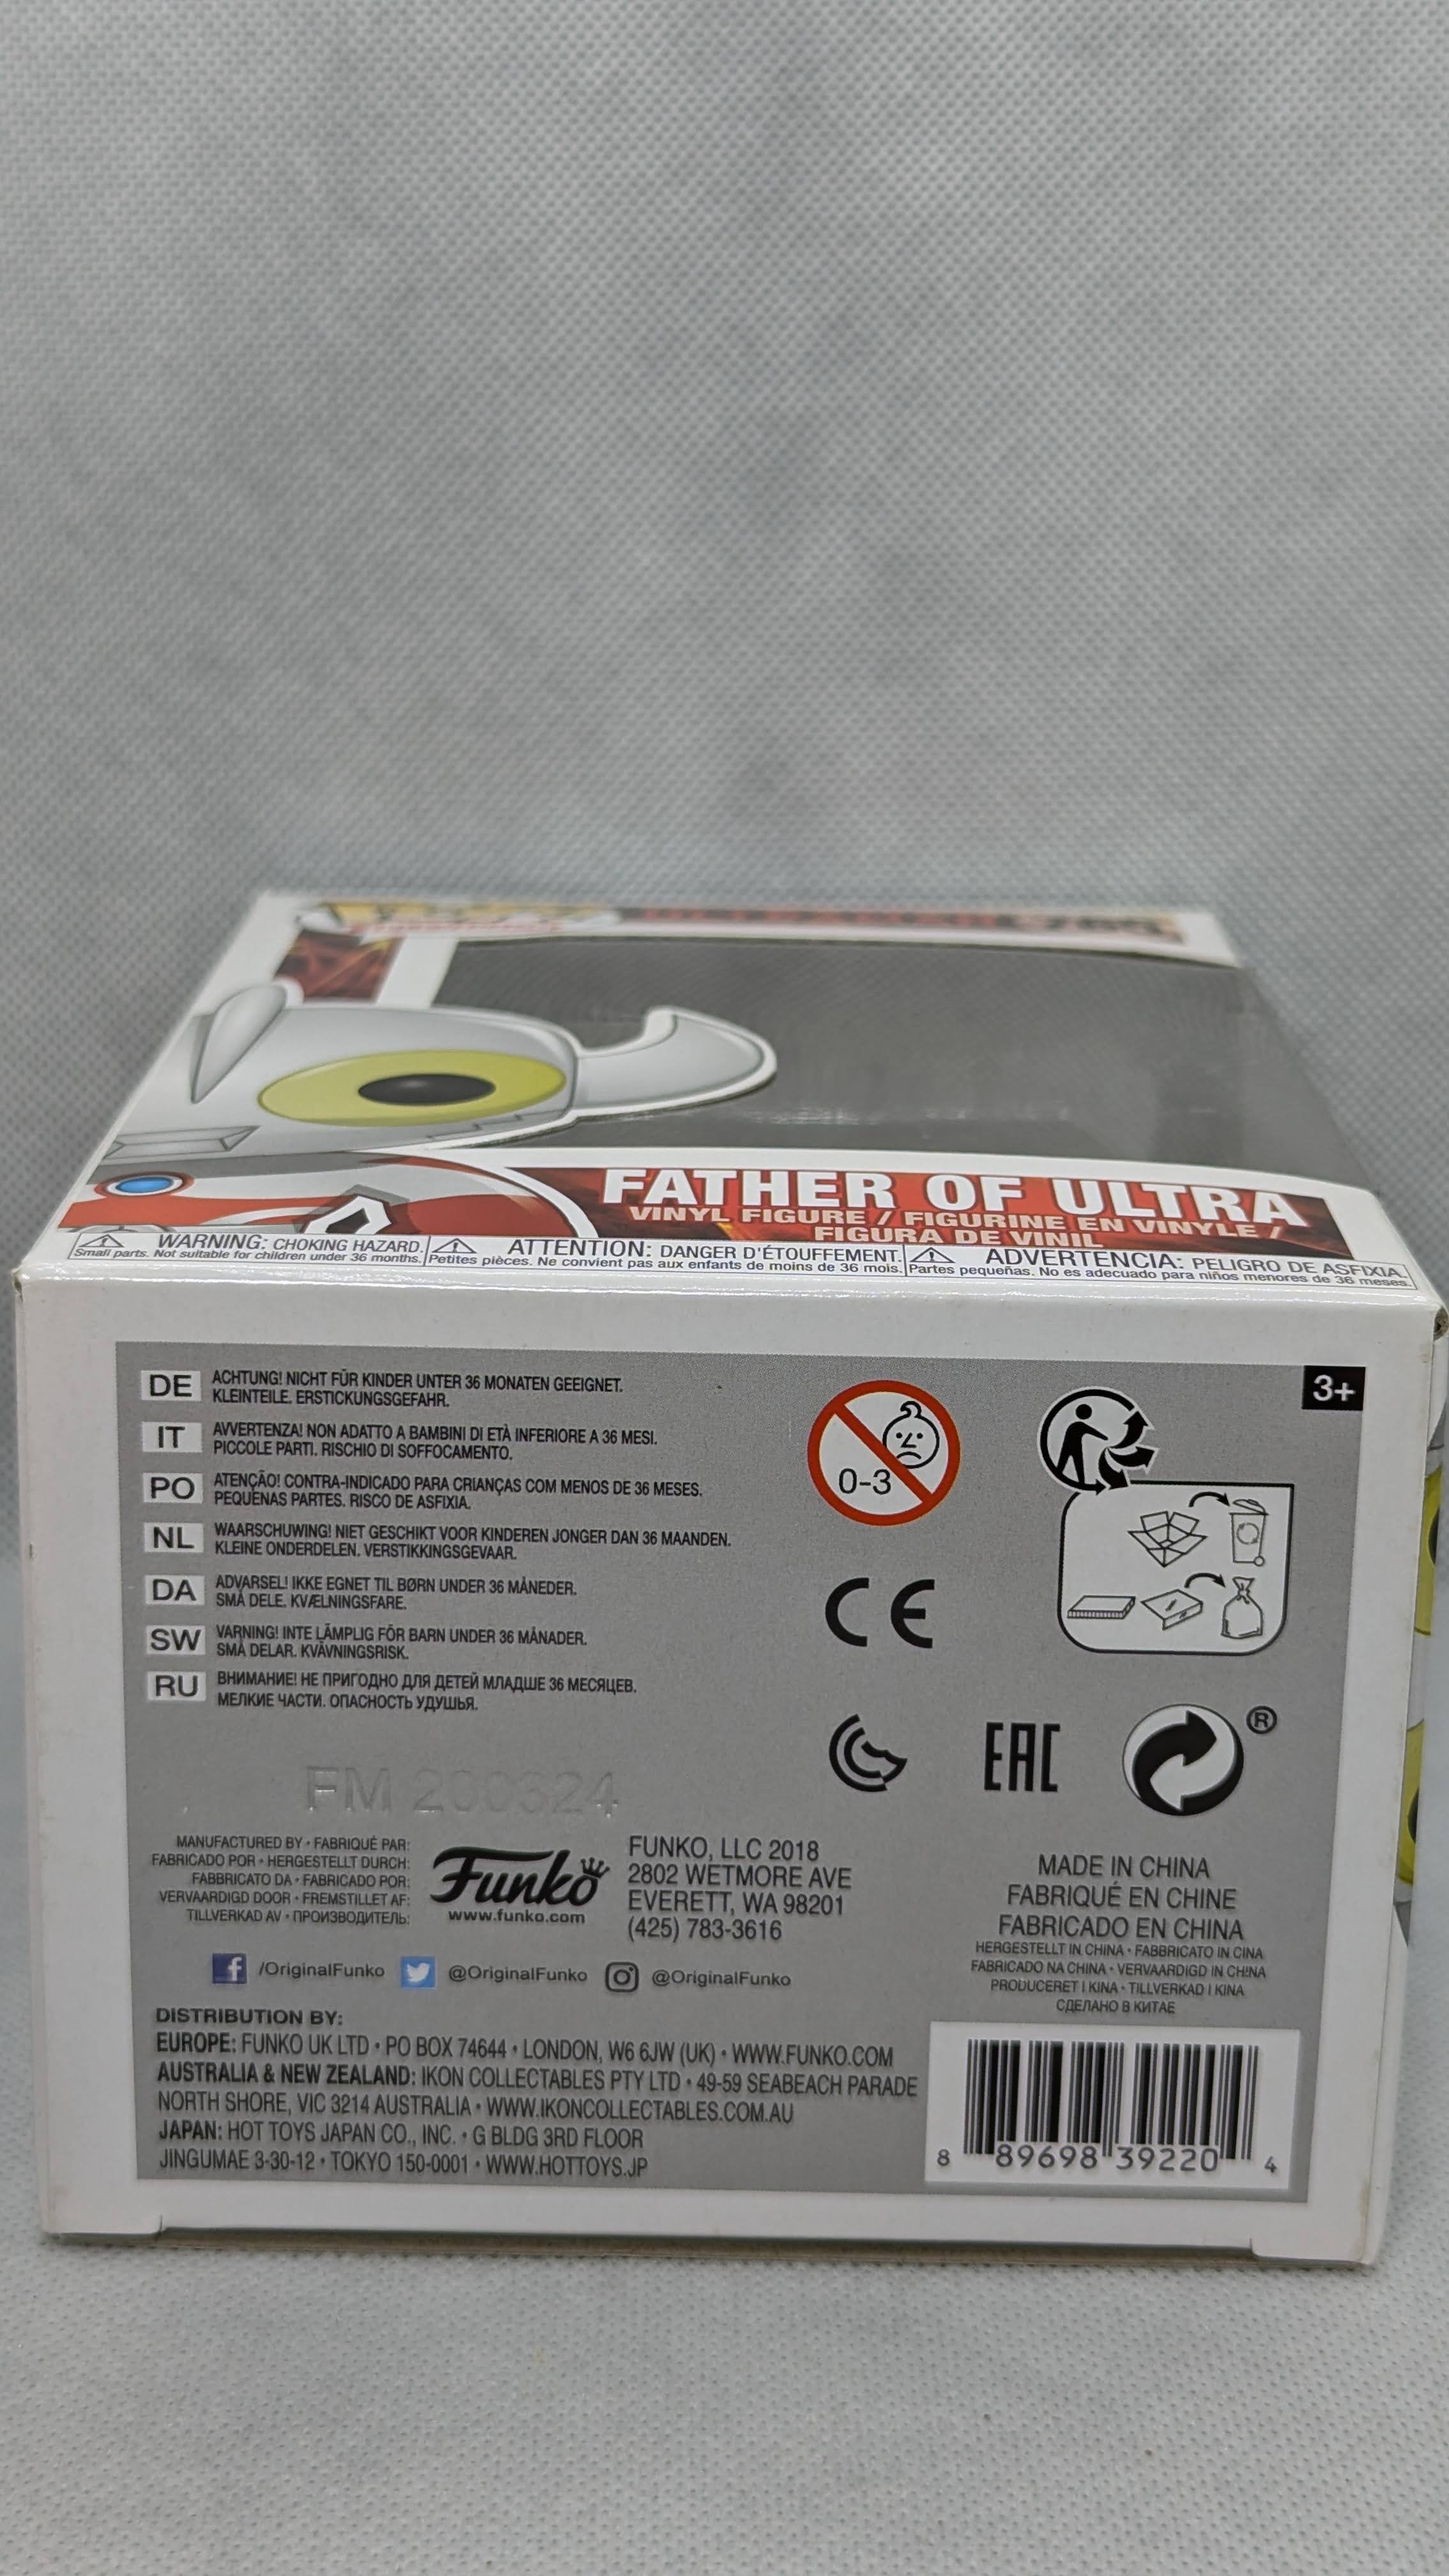 FATHER OF ULTRA
VINYL FIGURE / FIGURINE EN VINYLE /
FIGURA DE VINIL
WARNING: CHOKING HAZARD.
Small parts. Not suitable for children under 36 months.
ATTENTION: DANGER D'ÉTOUFFEMENT.
Petites pièces. Ne convient pas aux enfants de moins de 36 mois.
ADVERTENCIA: PELIGRO DE ASFIXIA.
Partes pequeñas. No es adecuado para niños menores de 36 meses.
DE ACHTUNG! NICHT FÜR KINDER UNTER 36 MONATEN GEEIGNET.
KLEINTEILE. ERSTICKUNGSGEFAHR.
IT AVVERTENZA! NON ADATTO A BAMBINI DI ETÀ INFERIORE A 36 MESI.
PICCOLE PARTI. RISCHIO DI SOFFOCAMENTO.
PO ATENÇÃO! CONTRA-INDICADO PARA CRIANÇAS COM MENOS DE 36 MESES.
PEQUENAS PARTES. RISCO DE ASFIXIA.
NL WAARSCHUWING! NIET GESCHIKT VOOR KINDEREN JONGER DAN 36 MAANDEN.
KLEINE ONDERDELEN. VERSTIKKINGSGEVAAR.
DA ADVARSEL! IKKE EGNET TIL BØRN UNDER 36 MÅNEDER.
SMÅ DELE. KVÆLNINGSFARE.
SW VARNING! INTE LÄMPLIG FÖR BARN UNDER 36 MÅNADER.
SMÅ DELAR. KVÄVNINGSRISK.
RU ВНИМАНИЕ! НЕ ПРИГОДНО ДЛЯ ДЕТЕЙ МЛАДШЕ 36 МЕСЯЦЕВ.
МЕЛКИЕ ЧАСТИ. ОПАСНОСТЬ УДУШЬЯ.
3+
0-3
CE
EAC
®
FM 200324
MANUFACTURED BY • FABRIQUÉ PAR:
FABRICADO POR • HERGESTELLT DURCH:
FABBRICATO DA • FABRICADO POR:
VERVAARDIGD DOOR • FREMSTILLET AF:
TILLVERKAD AV • ПРОИЗВОДИТЕЛЬ:
Funko
www.funko.com
FUNKO, LLC 2018
2802 WETMORE AVE
EVERETT, WA 98201
(425) 783-3616
MADE IN CHINA
FABRIQUÉ EN CHINE
FABRICADO EN CHINA
HERGESTELLT IN CHINA • FABBRICATO IN CINA
FABRICADO NA CHINA • VERVAARDIGD IN CHINA
PRODUCERET I KINA • TILLVERKAD I KINA
СДЕЛАНО В КИТАЕ
/OriginalFunko @OriginalFunko @OriginalFunko
DISTRIBUTION BY:
EUROPE: FUNKO UK LTD • PO BOX 74644 • LONDON, W6 6JW (UK) • WWW.FUNKO.COM
AUSTRALIA & NEW ZEALAND: IKON COLLECTABLES PTY LTD • 49-59 SEABEACH PARADE
NORTH SHORE, VIC 3214 AUSTRALIA • WWW.IKONCOLLECTABLES.COM.AU
JAPAN: HOT TOYS JAPAN CO., INC. • G BLDG 3RD FLOOR
JINGUMAE 3-30-12 • TOKYO 150-0001 • WWW.HOTTOYS.JP
8 89698 39220 4